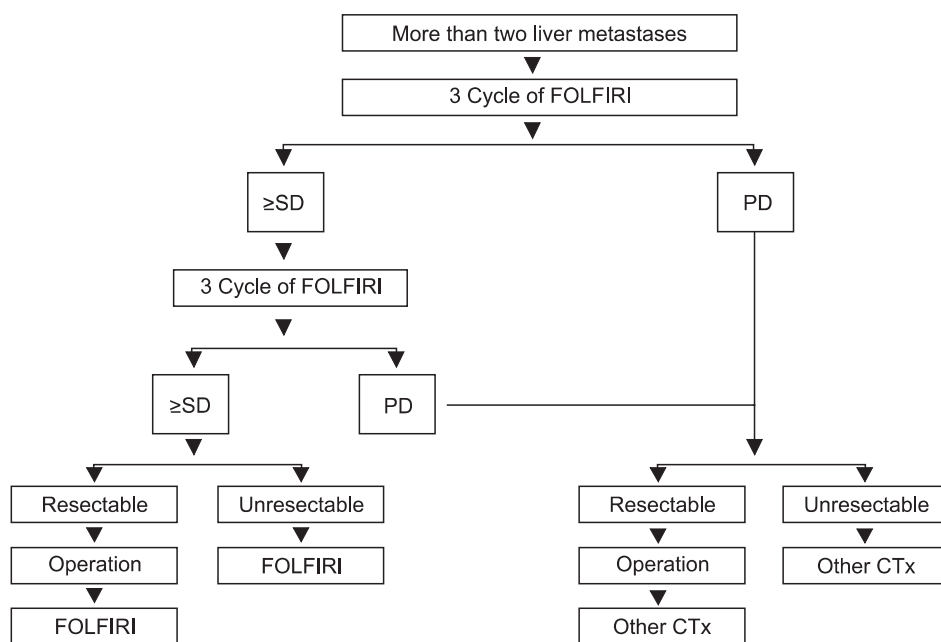 More than two liver metastases
3 Cycle of FOLFIRI
≥SD
PD
3 Cycle of FOLFIRI
≥SD
PD
Resectable
Unresectable
Resectable
Unresectable
Operation
FOLFIRI
Operation
Other CTx
FOLFIRI
Other CTx